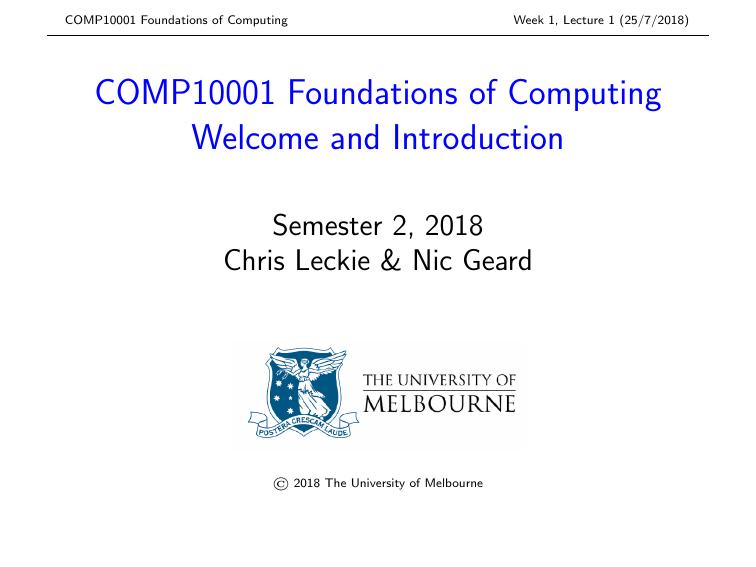 COMP10001 Foundations of Computing Week 1, Lecture 1 (25/7/2018)
COMP10001 Foundations of Computing
Welcome and Introduction
Semester 2, 2018
Chris Leckie & Nic Geard
THE UNIVERSITY OF
MELBOURNE
POSTERA CRESCAM LAUDE
© 2018 The University of Melbourne